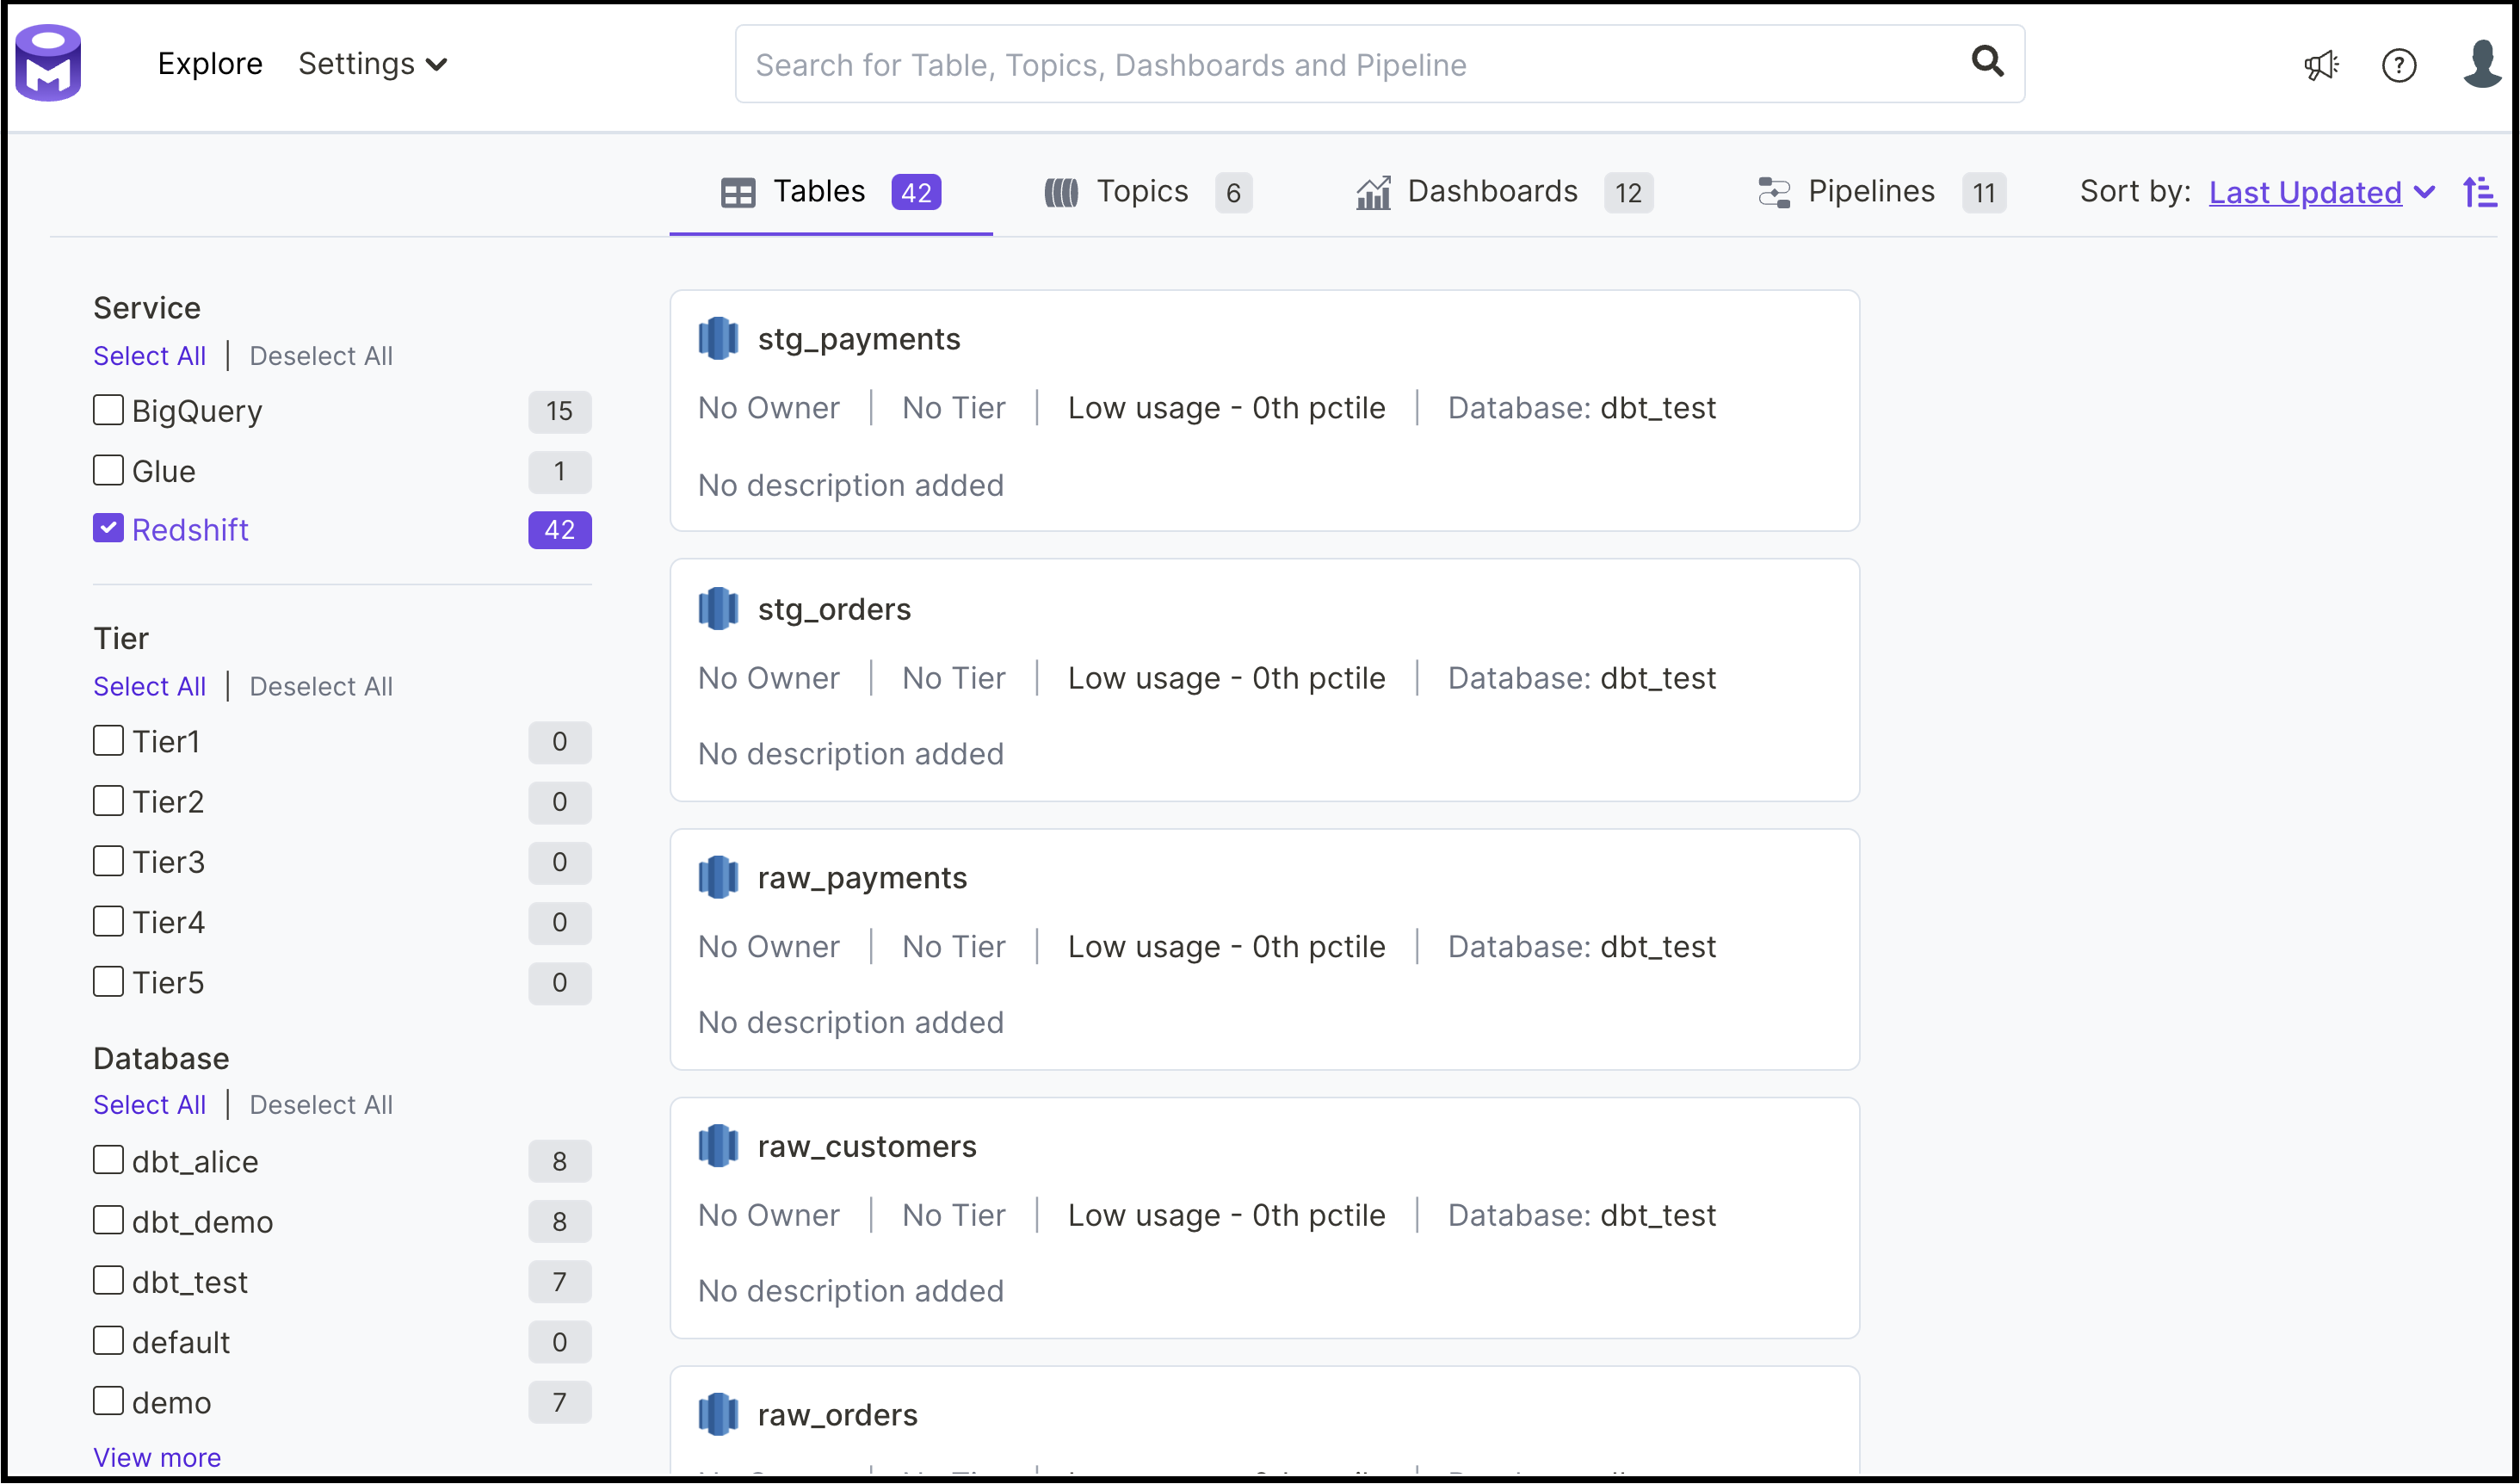 Explore Settings Search for Table, Topics, Dashboards and Pipeline
Tables 42 Topics 6 Dashboards 12 Pipelines 11 Sort by: Last Updated
Service
Select All | Deselect All
BigQuery 15
Glue 1
Redshift 42
Tier
Select All | Deselect All
Tier1 0
Tier2 0
Tier3 0
Tier4 0
Tier5 0
Database
Select All | Deselect All
dbt_alice 8
dbt_demo 8
dbt_test 7
default 0
demo 7
View more
stg_payments
No Owner | No Tier | Low usage - 0th pctile | Database: dbt_test
No description added
stg_orders
No Owner | No Tier | Low usage - 0th pctile | Database: dbt_test
No description added
raw_payments
No Owner | No Tier | Low usage - 0th pctile | Database: dbt_test
No description added
raw_customers
No Owner | No Tier | Low usage - 0th pctile | Database: dbt_test
No description added
raw_orders